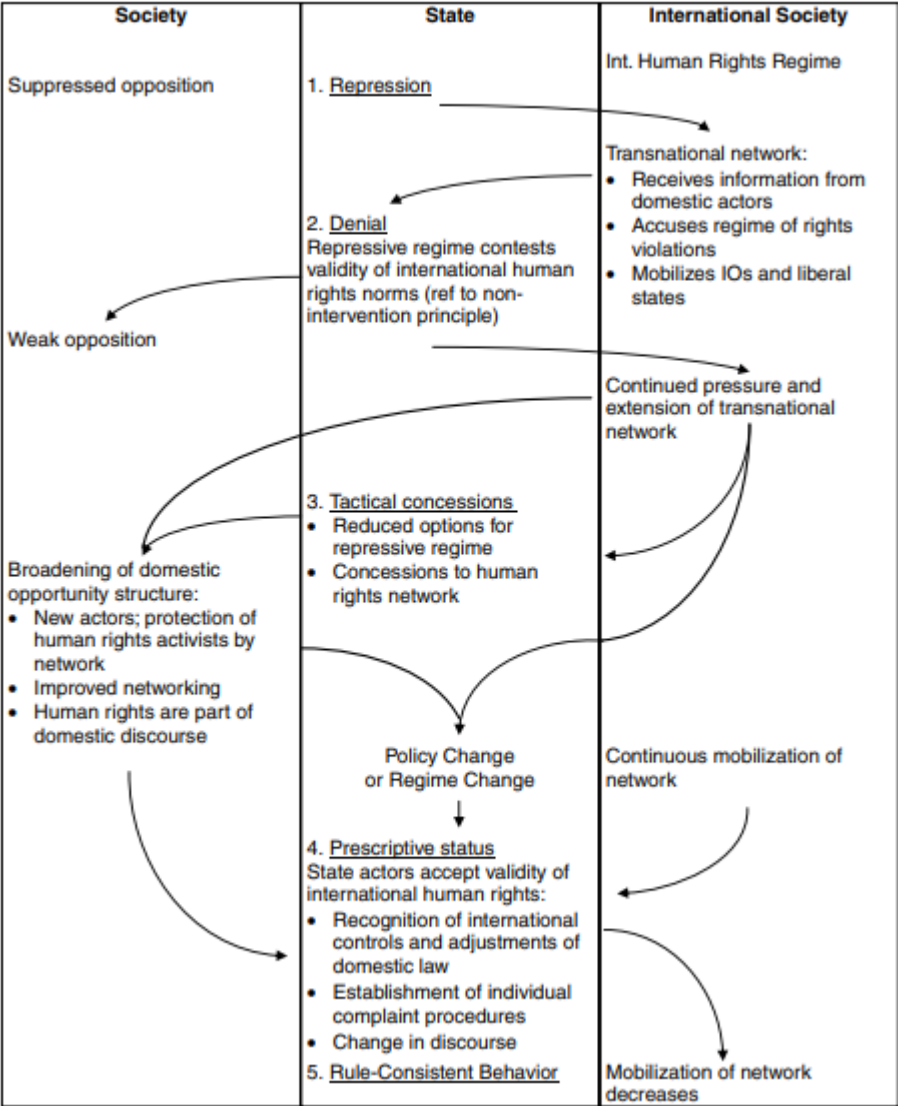 Society
State
International Society
Int. Human Rights Regime
Suppressed opposition
1. Repression
Transnational network:
• Receives information from
domestic actors
• Accuses regime of rights
violations
• Mobilizes IOs and liberal
states
2. Denial
Repressive regime contests
validity of international human
rights norms (ref to non-
intervention principle)
Weak opposition
Continued pressure and
extension of transnational
network
3. Tactical concessions
• Reduced options for
repressive regime
• Concessions to human
rights network
Broadening of domestic
opportunity structure:
• New actors; protection of
human rights activists by
network
• Improved networking
• Human rights are part of
domestic discourse
Policy Change
or Regime Change
Continuous mobilization of
network
4. Prescriptive status
State actors accept validity of
international human rights:
• Recognition of international
controls and adjustments of
domestic law
• Establishment of individual
complaint procedures
• Change in discourse
5. Rule-Consistent Behavior
Mobilization of network
decreases